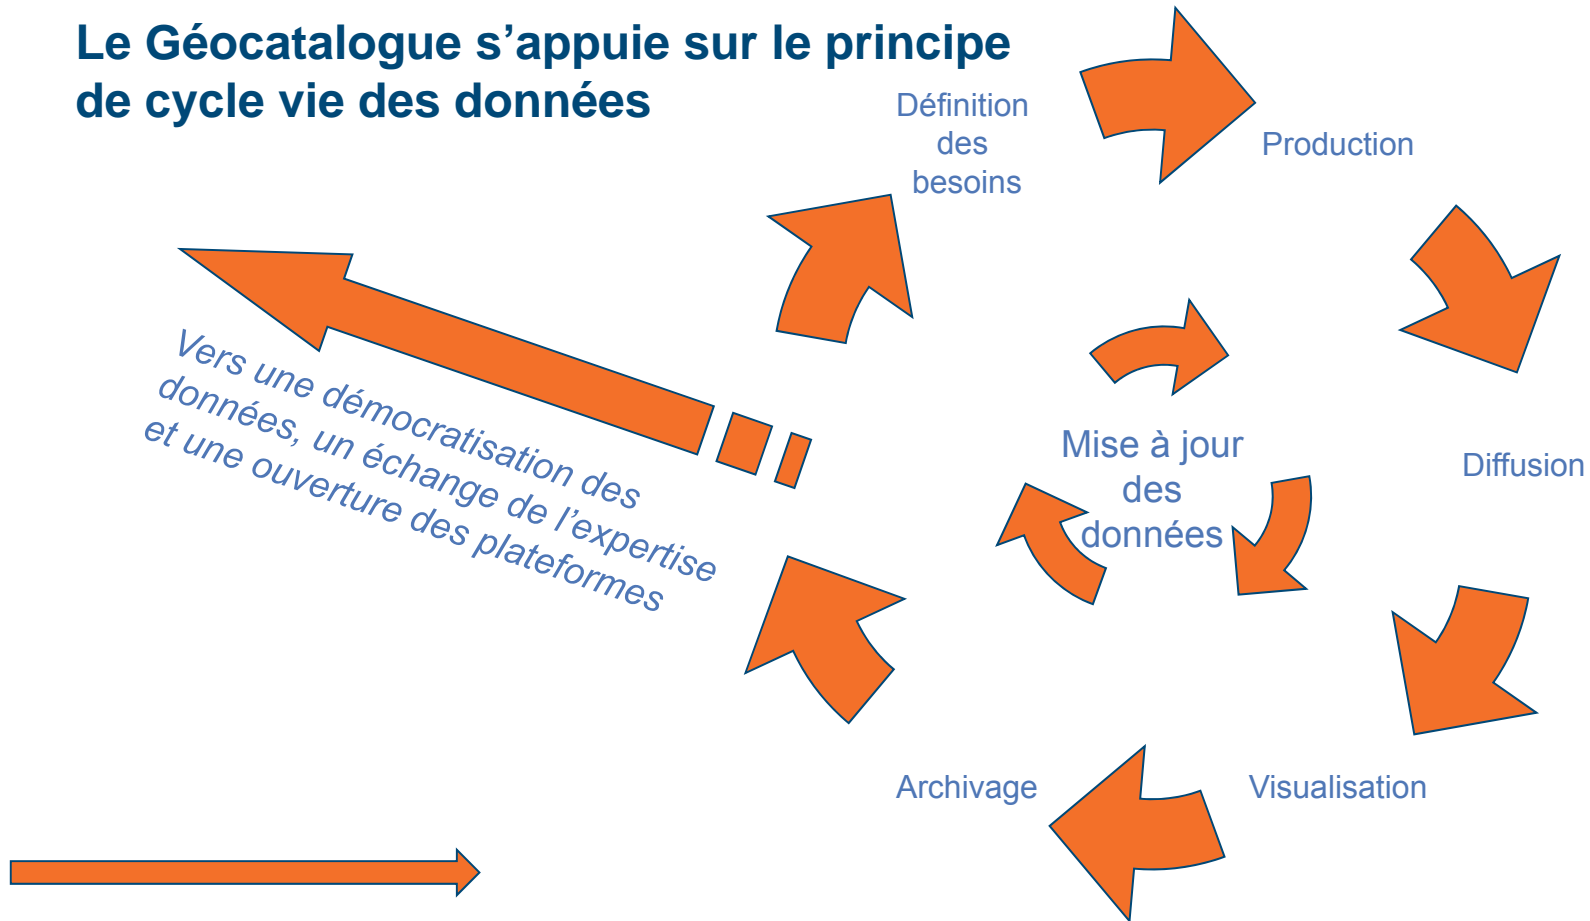 Le Géocatalogue s’appuie sur le principe
de cycle vie des données
Définition
des
besoins
Production
Diffusion
Visualisation
Archivage
Mise à jour
des
données
Vers une démocratisation des
données, un échange de l’expertise
et une ouverture des plateformes